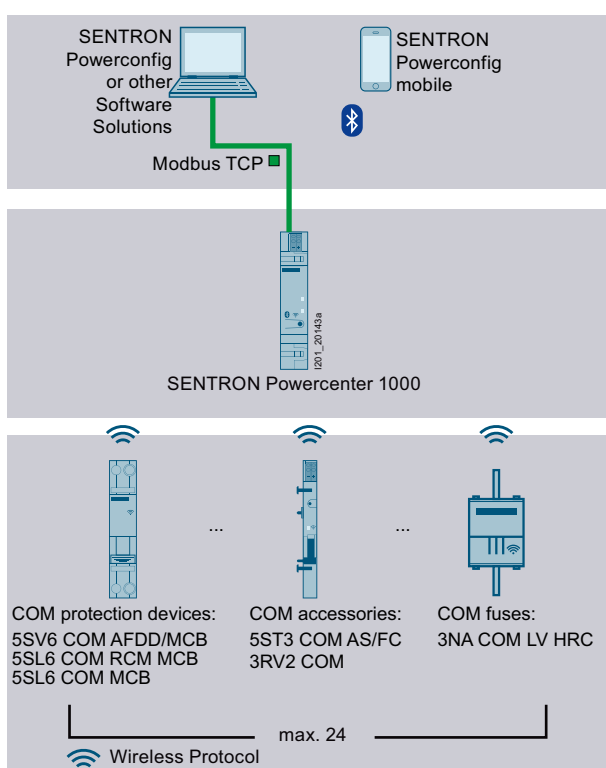 SENTRON
Powerconfig
or other
Software
Solutions
SENTRON
Powerconfig
mobile
Modbus TCP
I201_20143a
SENTRON Powercenter 1000
...
...
COM protection devices:
5SV6 COM AFDD/MCB
5SL6 COM RCM MCB
5SL6 COM MCB
COM accessories:
5ST3 COM AS/FC
3RV2 COM
COM fuses:
3NA COM LV HRC
max. 24
Wireless Protocol